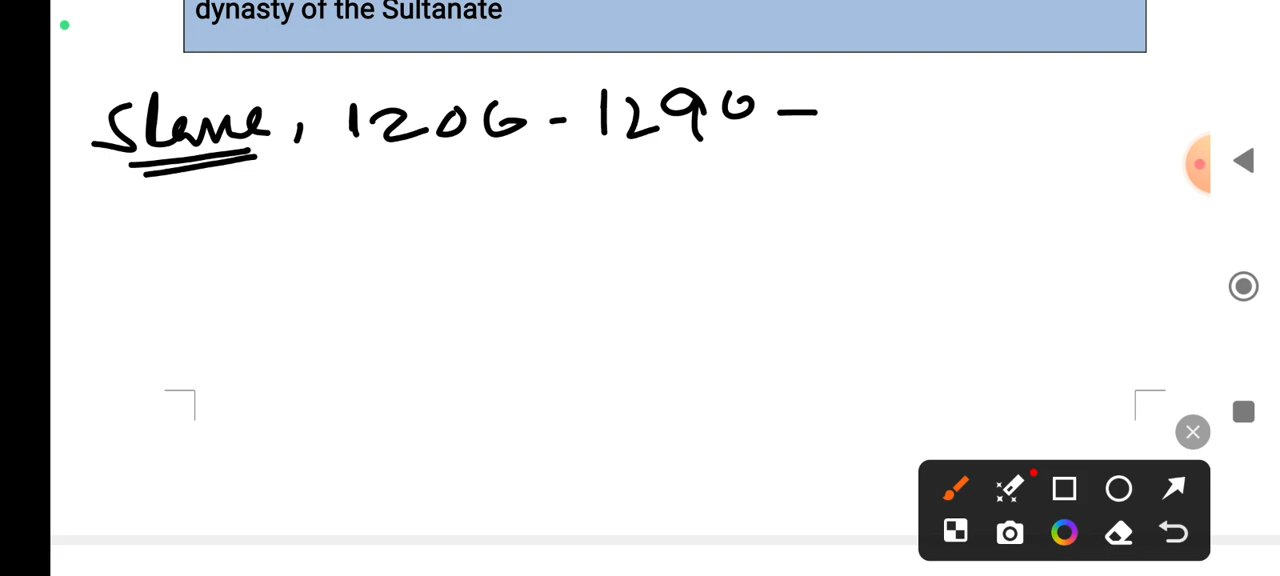 dynasty of the Sultanate
Slave, 1206-1290 –